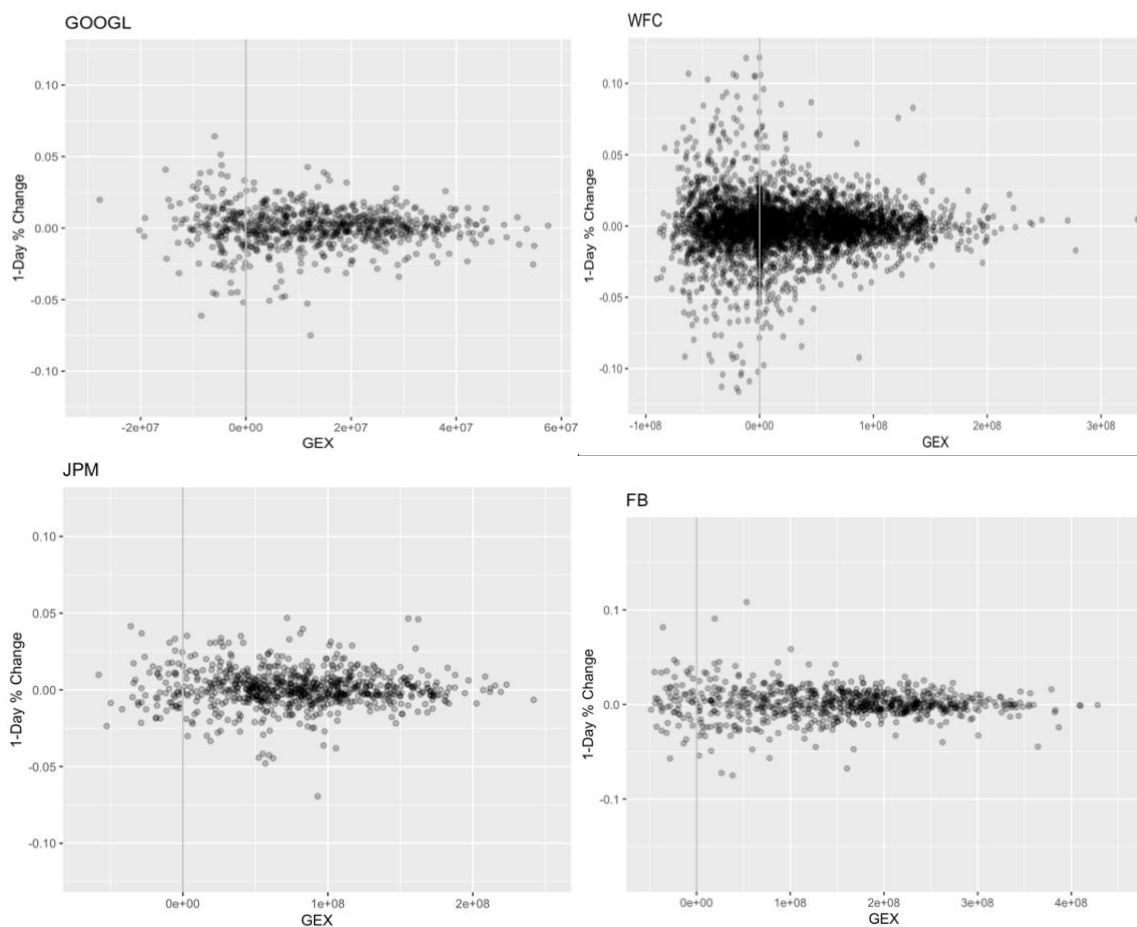 GOOGL
0.10
0.05
0.00
-0.05
-0.10
1-Day % Change
-2e+07 0e+00 2e+07 4e+07 6e+07
GEX
WFC
0.10
0.05
0.00
-0.05
-0.10
1-Day % Change
-1e+08 0e+00 1e+08 2e+08 3e+08
GEX
JPM
0.10
0.05
0.00
-0.05
-0.10
1-Day % Change
0e+00 1e+08 2e+08
GEX
FB
0.1
0.0
-0.1
1-Day % Change
0e+00 1e+08 2e+08 3e+08 4e+08
GEX